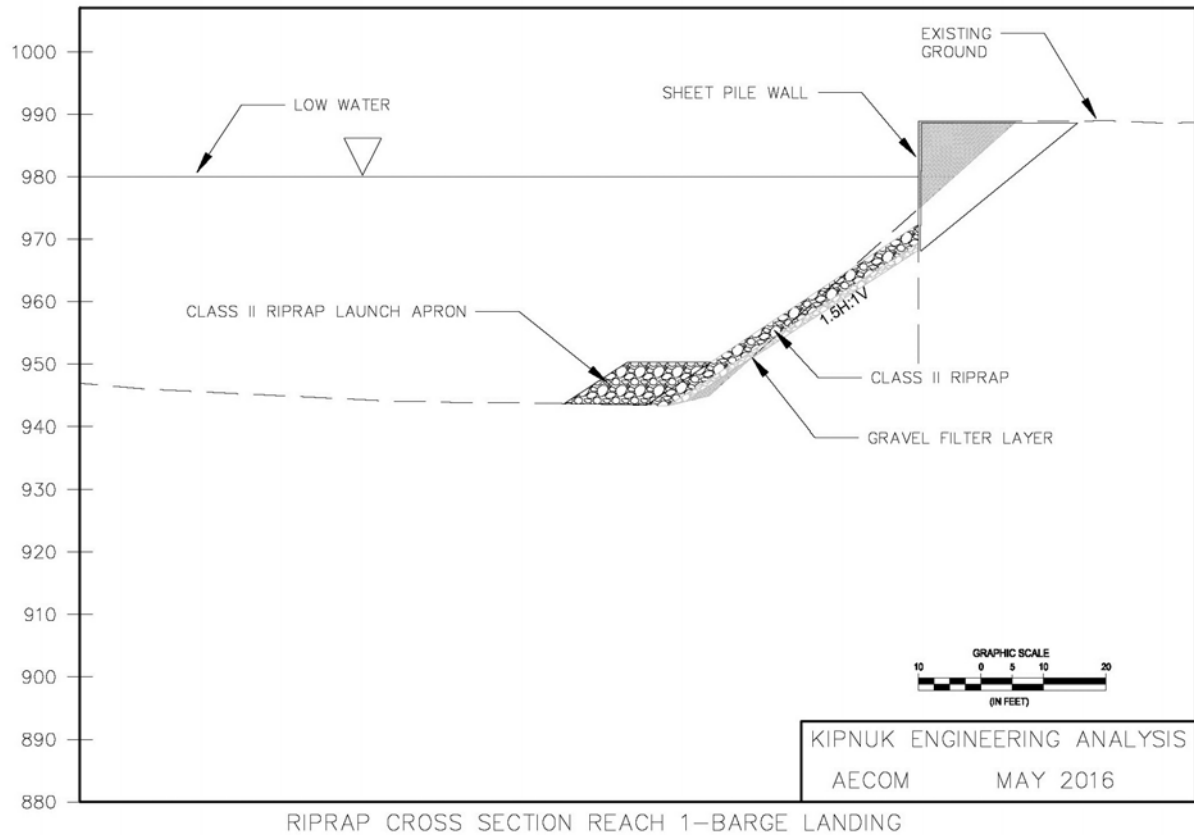 1000
990
980
970
960
950
940
930
920
910
900
890
880
EXISTING
GROUND
SHEET PILE WALL
LOW WATER
CLASS II RIPRAP LAUNCH APRON
1.5H:1V
CLASS II RIPRAP
GRAVEL FILTER LAYER
GRAPHIC SCALE
10 0 5 10 20
(IN FEET)
KIPNUK ENGINEERING ANALYSIS
AECOM MAY 2016
RIPRAP CROSS SECTION REACH 1-BARGE LANDING